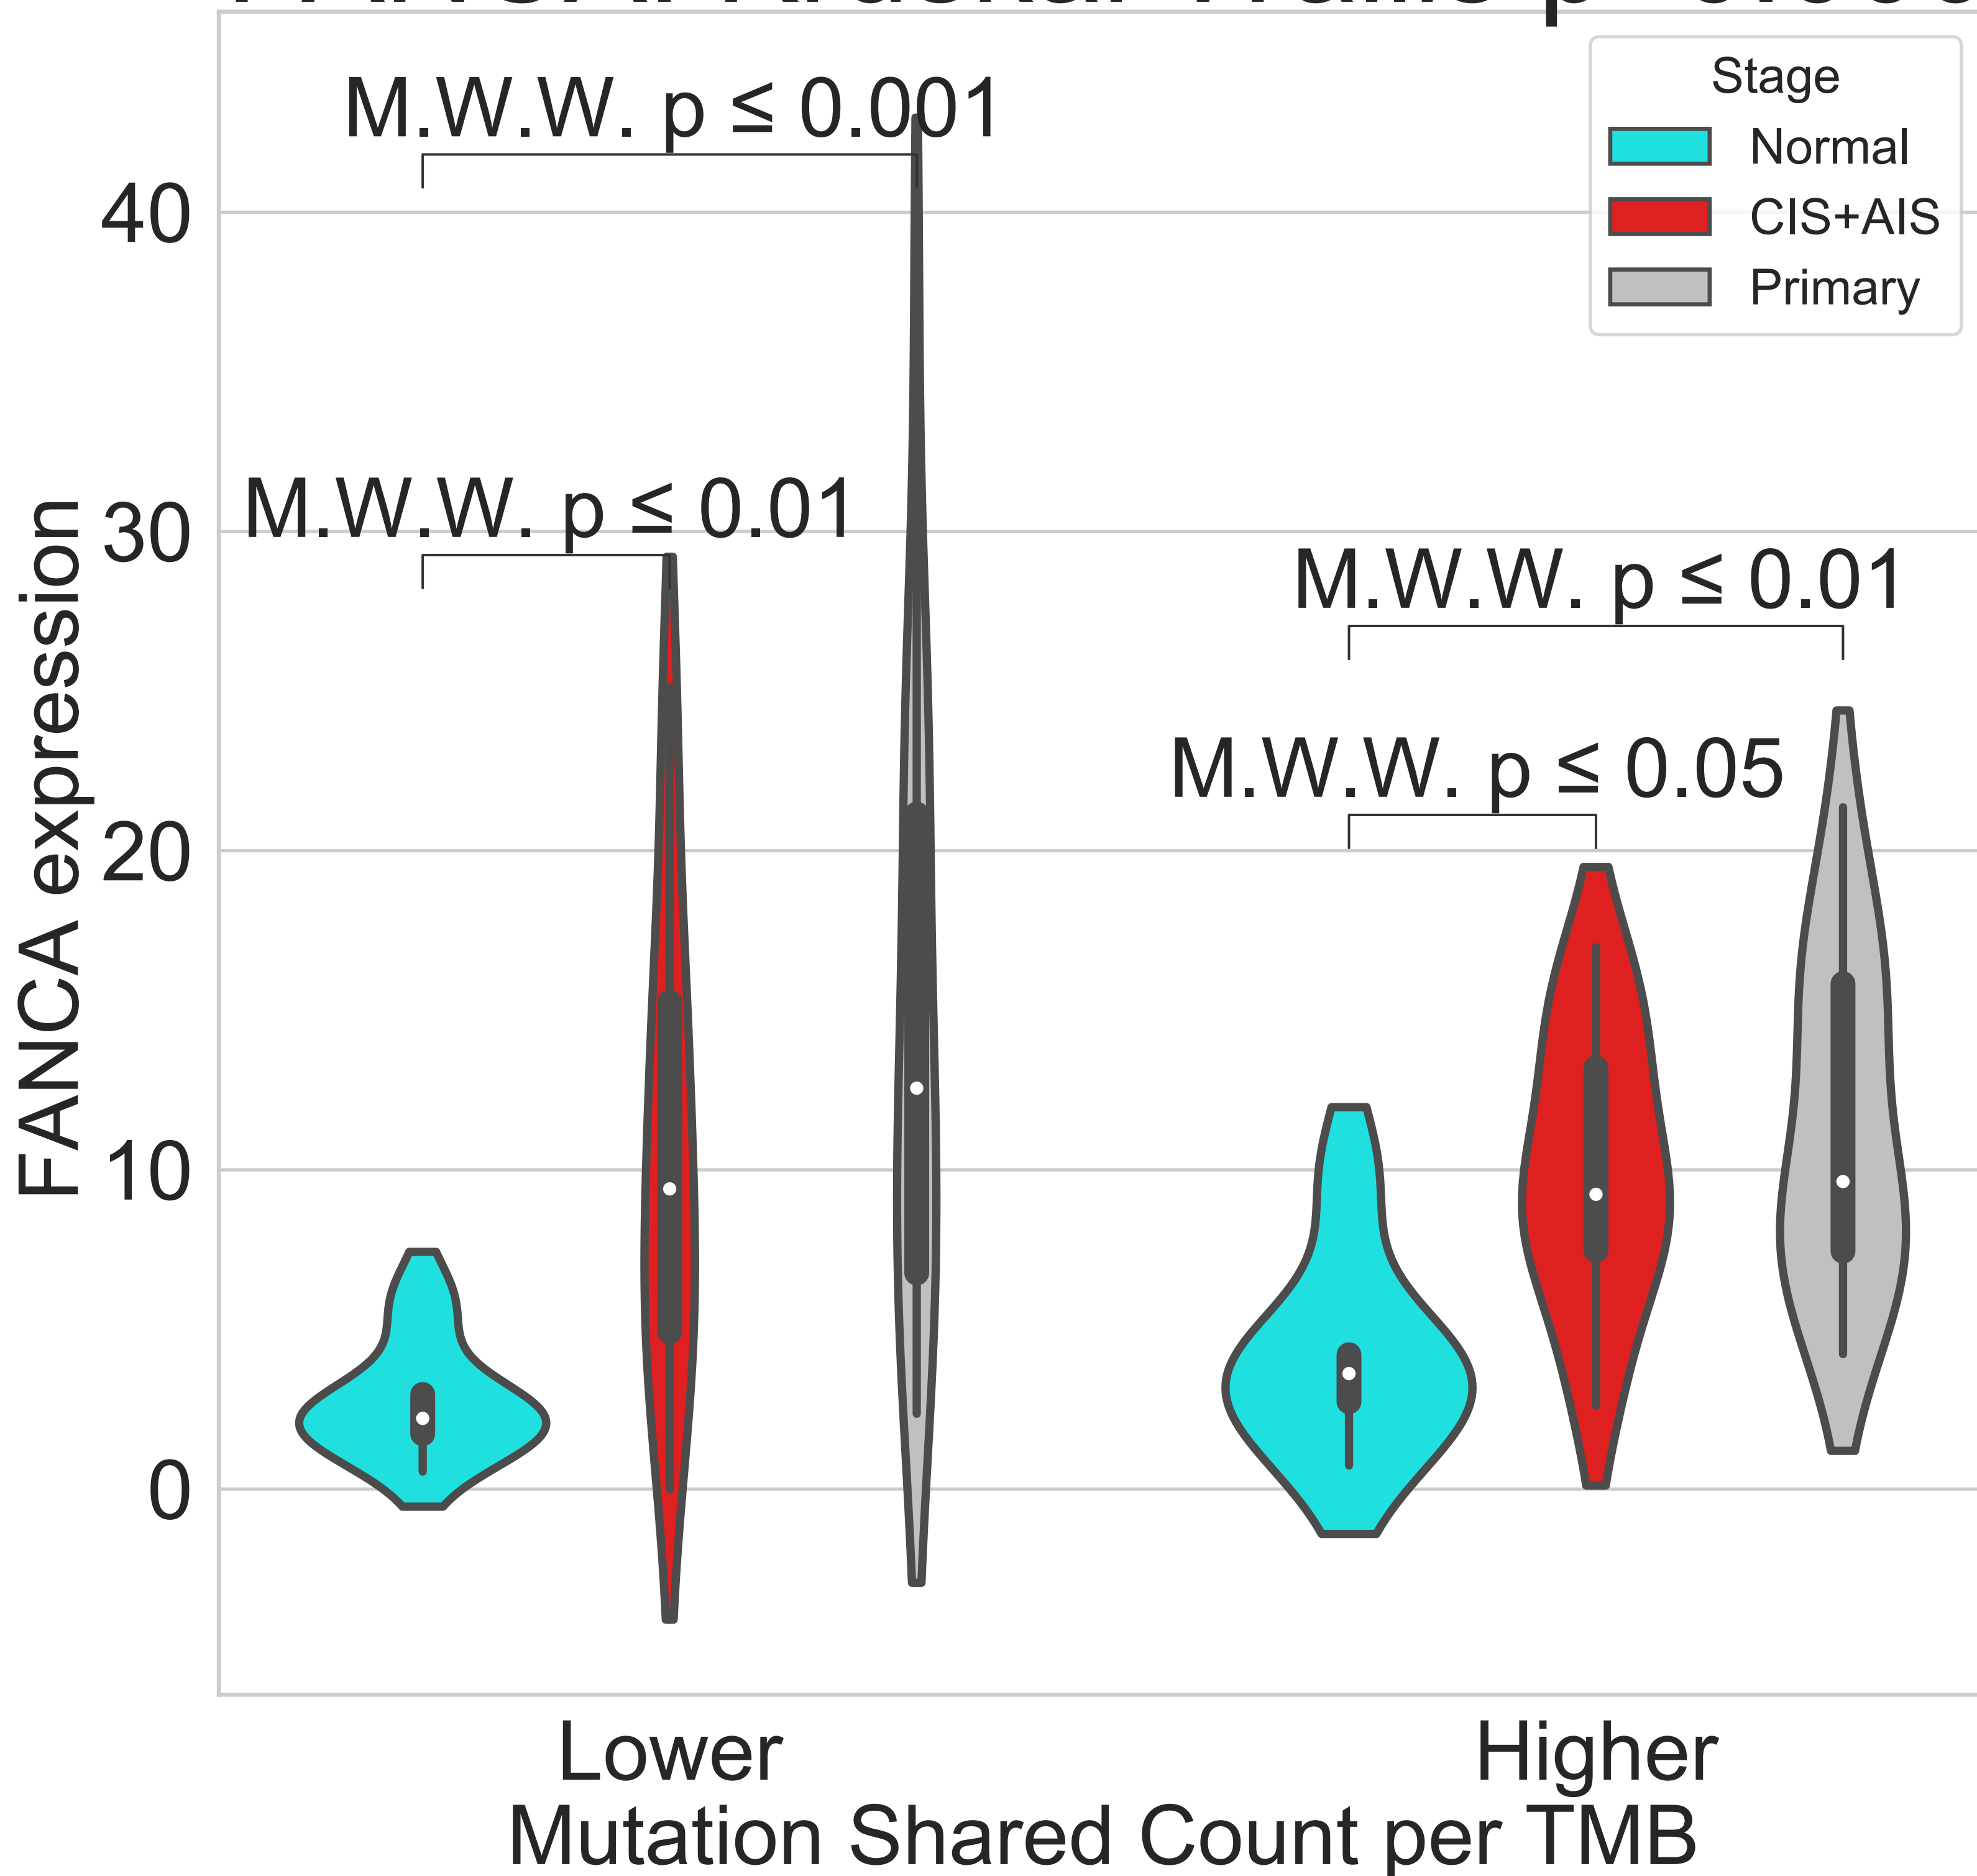 M.W.W. p ≤ 0.001
Stage
Normal
CIS+AIS
Primary
40
M.W.W. p ≤ 0.01
30
M.W.W. p ≤ 0.01
M.W.W. p ≤ 0.05
20
FANCA expression
10
0
Lower
Higher
Mutation Shared Count per TMB